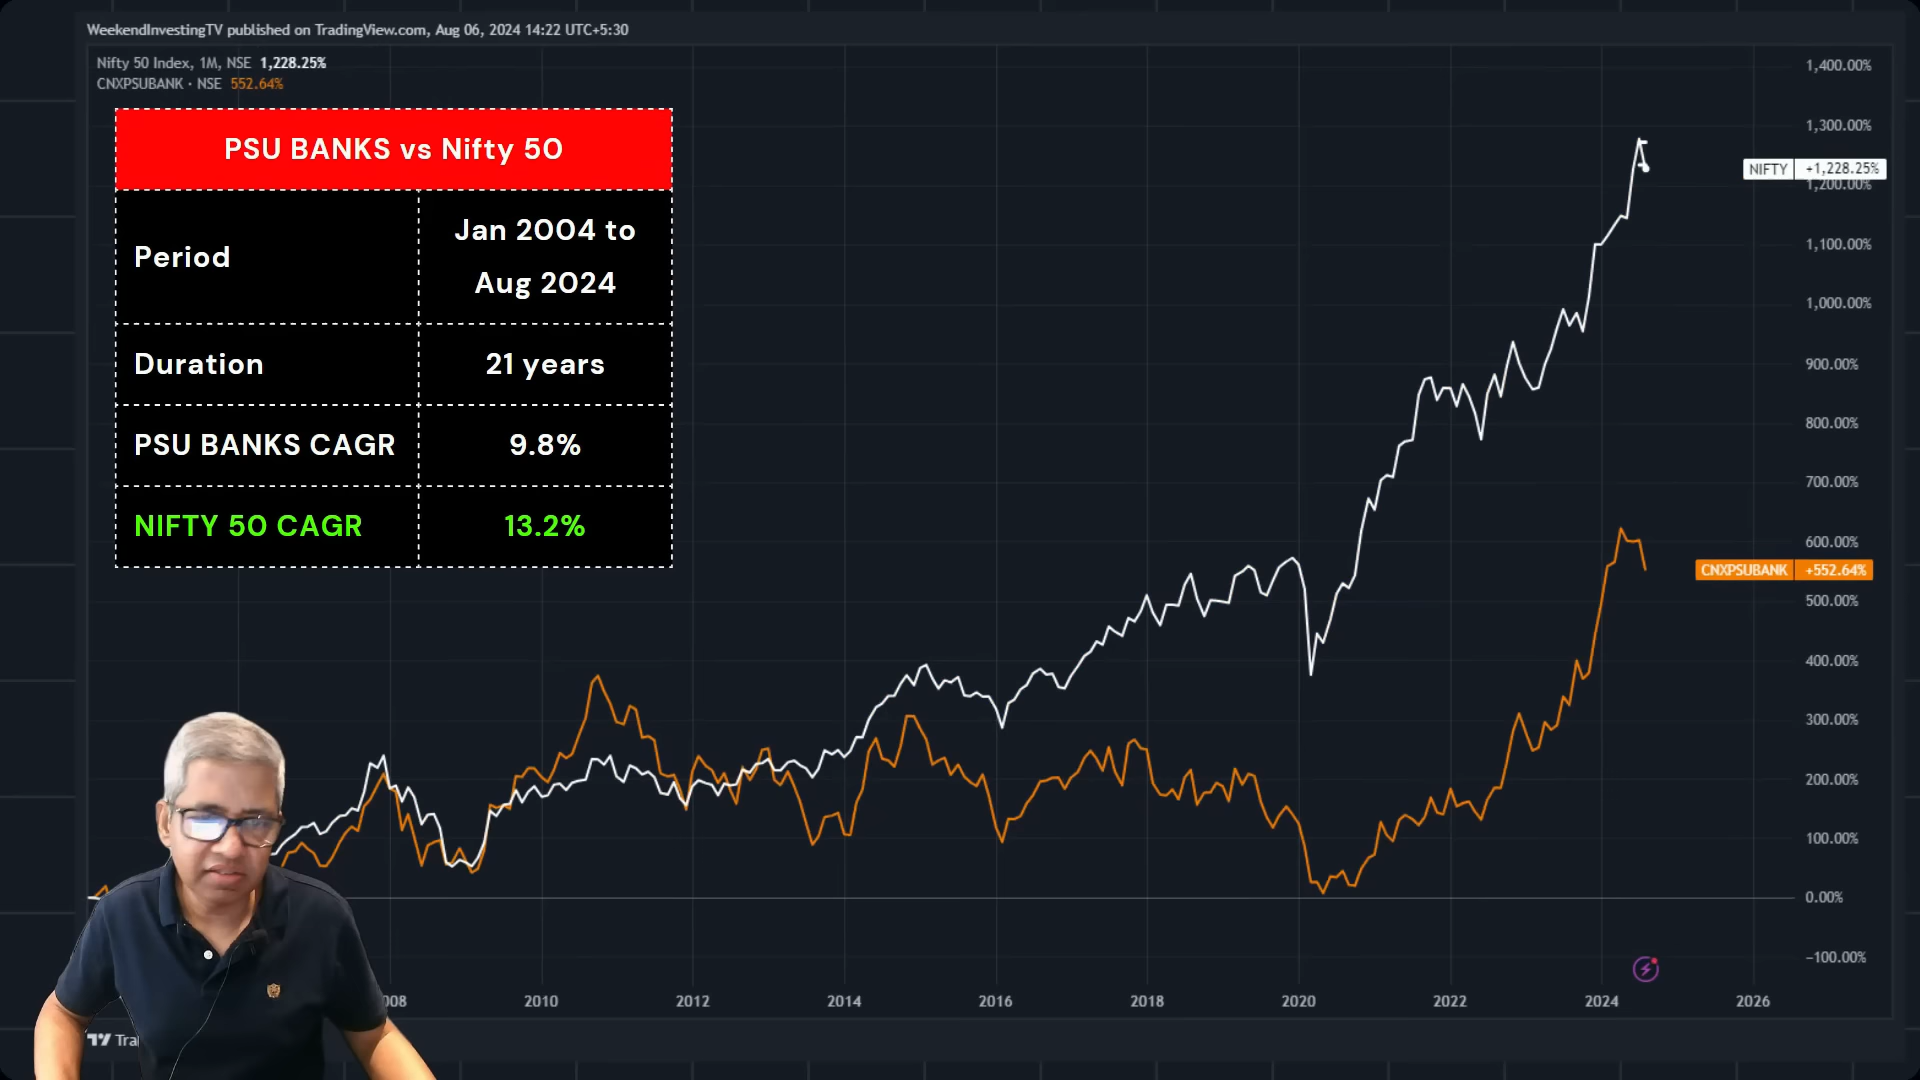 WeekendInvestingTV published on TradingView.com, Aug 06, 2024 14:22 UTC+5:30
Nifty 50 Index, 1M, NSE 1,228.25%
CNXPSUBANK · NSE 552.64%
PSU BANKS vs Nifty 50
Period
Jan 2004 to
Aug 2024
Duration 21 years
PSU BANKS CAGR 9.8%
NIFTY 50 CAGR 13.2%
1,400.00%
1,300.00%
NIFTY +1,228.25%
1,200.00%
1,100.00%
1,000.00%
900.00%
800.00%
700.00%
600.00%
CNXPSUBANK +552.64%
500.00%
400.00%
300.00%
200.00%
100.00%
0.00%
−100.00%
008 2010 2012 2014 2016 2018 2020 2022 2024 2026
Tra